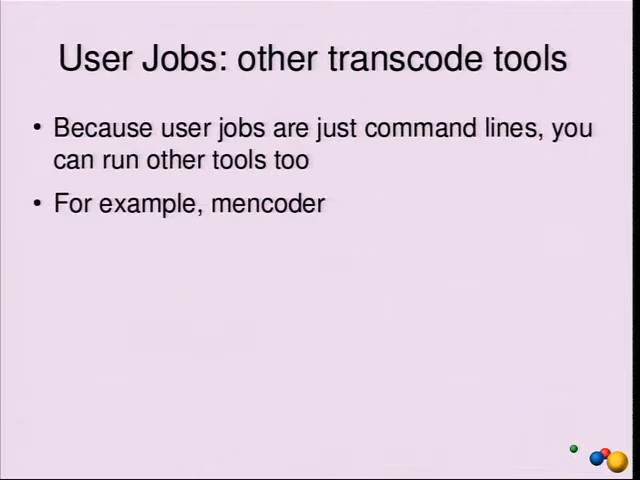 User Jobs: other transcode tools
• Because user jobs are just command lines, you
can run other tools too
• For example, mencoder